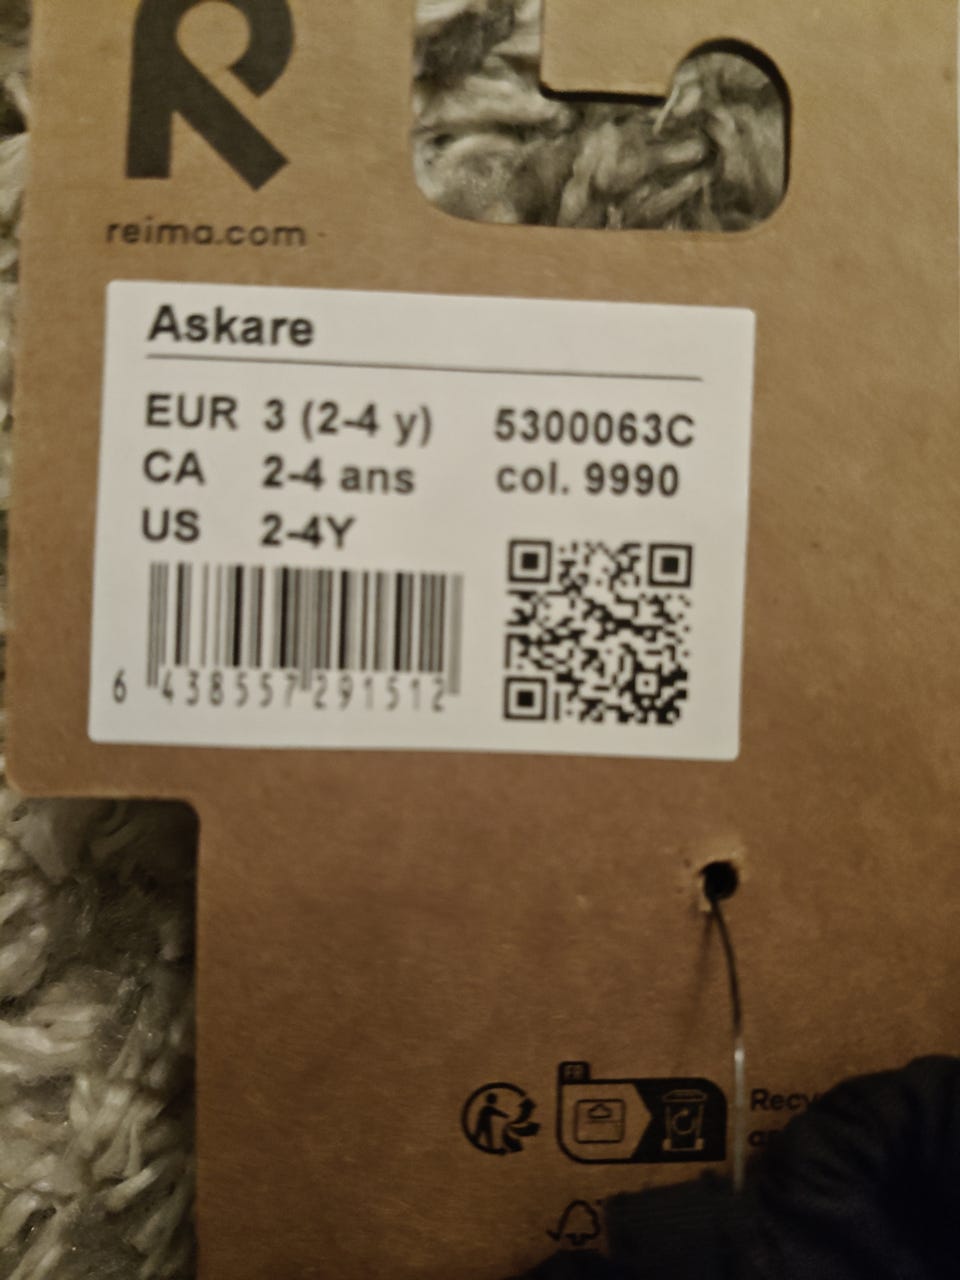 reima.com
Askare
EUR 3 (2-4 y) 5300063C
CA 2-4 ans col. 9990
US 2-4Y
6 438557 291512
FR